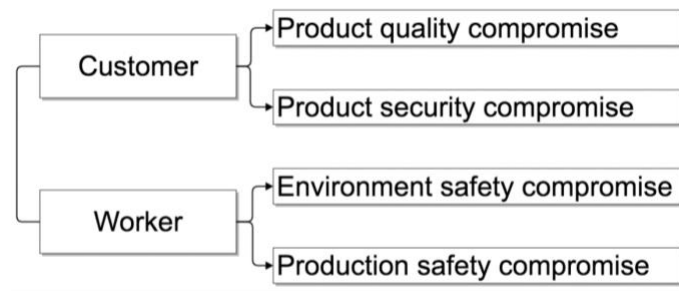 Customer
Product quality compromise
Product security compromise
Worker
Environment safety compromise
Production safety compromise